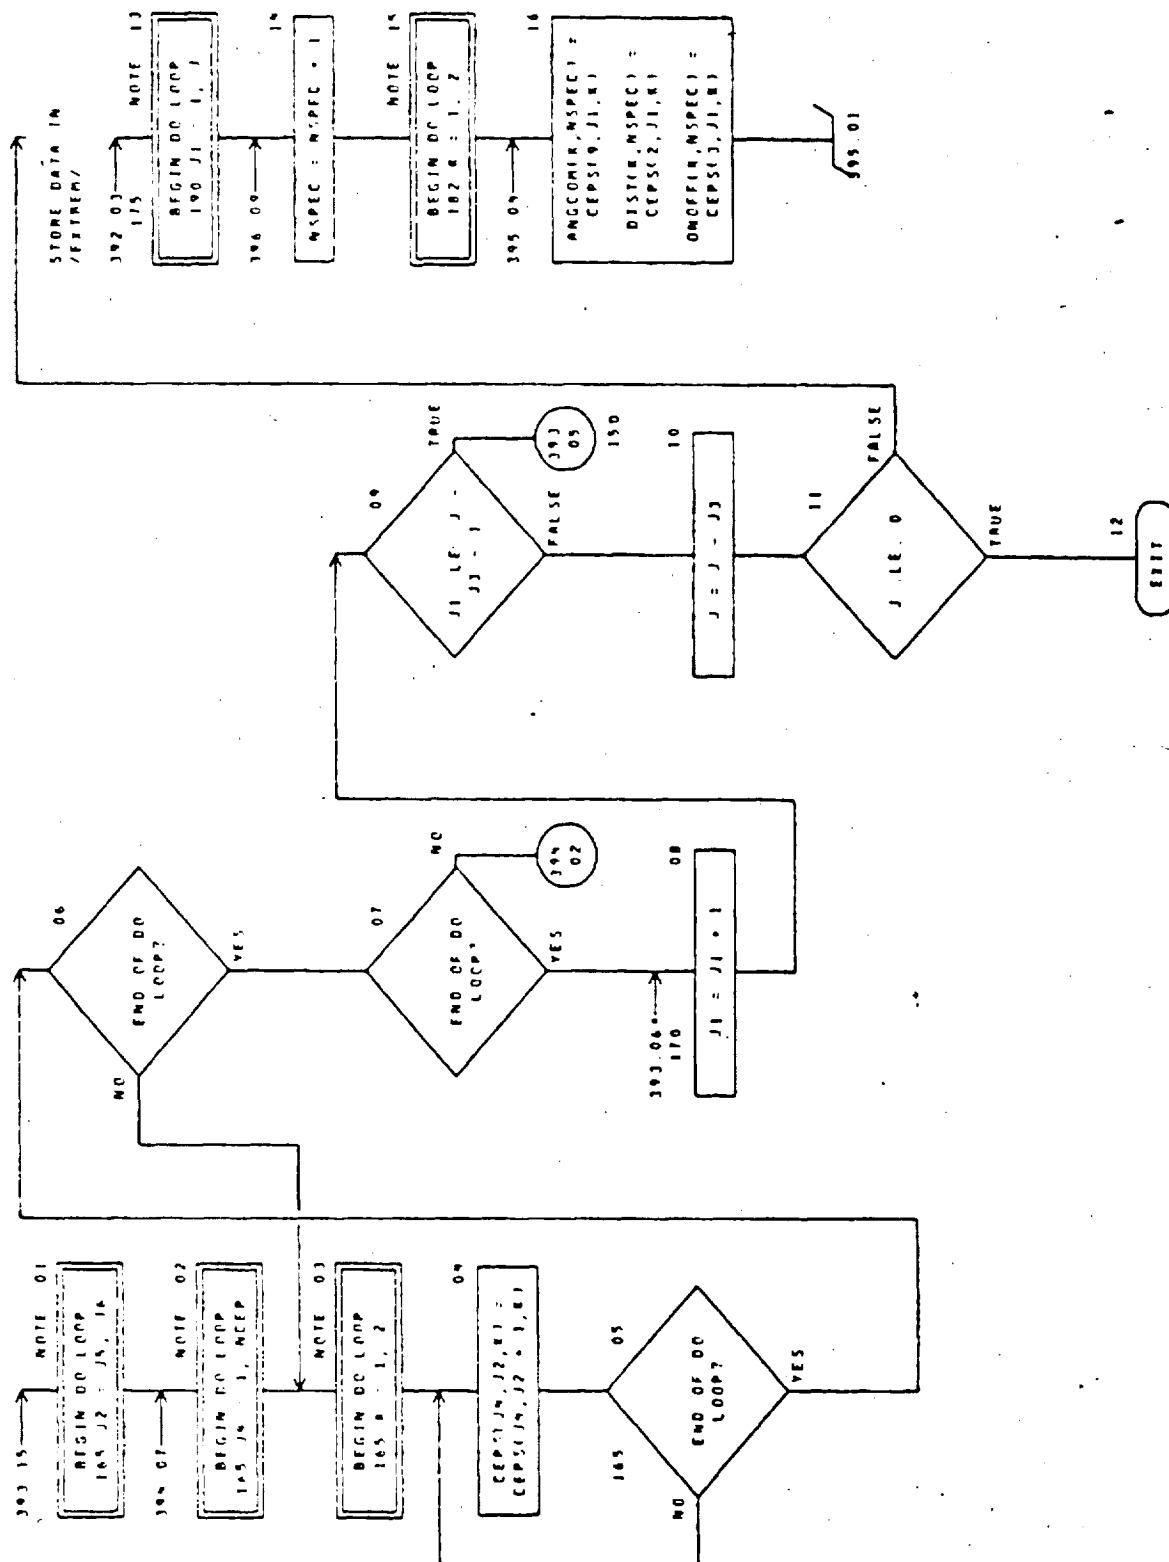 393.15
NOTE 01
BEGIN DO LOOP
165 J2 = J5, J6
394.07
NOTE 02
BEGIN DO LOOP
165 J4 = 1, NCEP
NOTE 03
BEGIN DO LOOP
165 K = 1, 2
04
CEPS(J4,J2,K) =
CEPS(J4,J2 + 1,K)
165
05
END OF DO
LOOP?
NO
YES
06
END OF DO
LOOP?
NO
YES
07
END OF DO
LOOP?
NO
394
02
YES
393.06*
170
08
J1 = J1 + 1
09
J1 .LE. J -
J3 - 1
TRUE
393
05
150
FALSE
10
J = J - J3
11
J .LE. 0
FALSE
TRUE
12
EXIT
STORE DATA IN
/EXTREM/
392.03
175
NOTE 13
BEGIN DO LOOP
190 J1 = 1, J
396.09
14
NSPEC = NSPEC + 1
NOTE 15
BEGIN DO LOOP
182 K = 1, 2
395.04
16
ANGCOM(K,NSPEC) =
CEPS(9,J1,K)
DIST(K,NSPEC) =
CEPS(2,J1,K)
ONOFF(K,NSPEC) =
CEPS(3,J1,K)
395.01